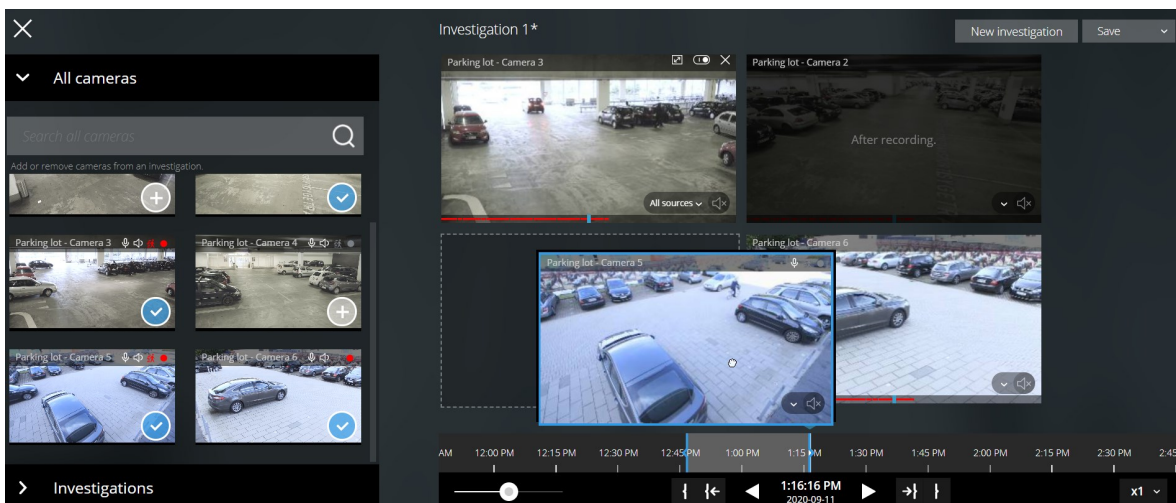 Investigation 1*
New investigation
Save
All cameras
Search all cameras
Add or remove cameras from an investigation.
Parking lot - Camera 3
Parking lot - Camera 4
Parking lot - Camera 5
Parking lot - Camera 6
Investigations
Parking lot - Camera 3
All sources
Parking lot - Camera 2
After recording.
Parking lot - Camera 5
Parking lot - Camera 6
AM 12:00 PM 12:15 PM 12:30 PM 12:45 PM 1:00 PM 1:15 PM 1:30 PM 1:45 PM 2:00 PM 2:15 PM 2:30 PM 2:45
1:16:16 PM
2020-09-11
x1